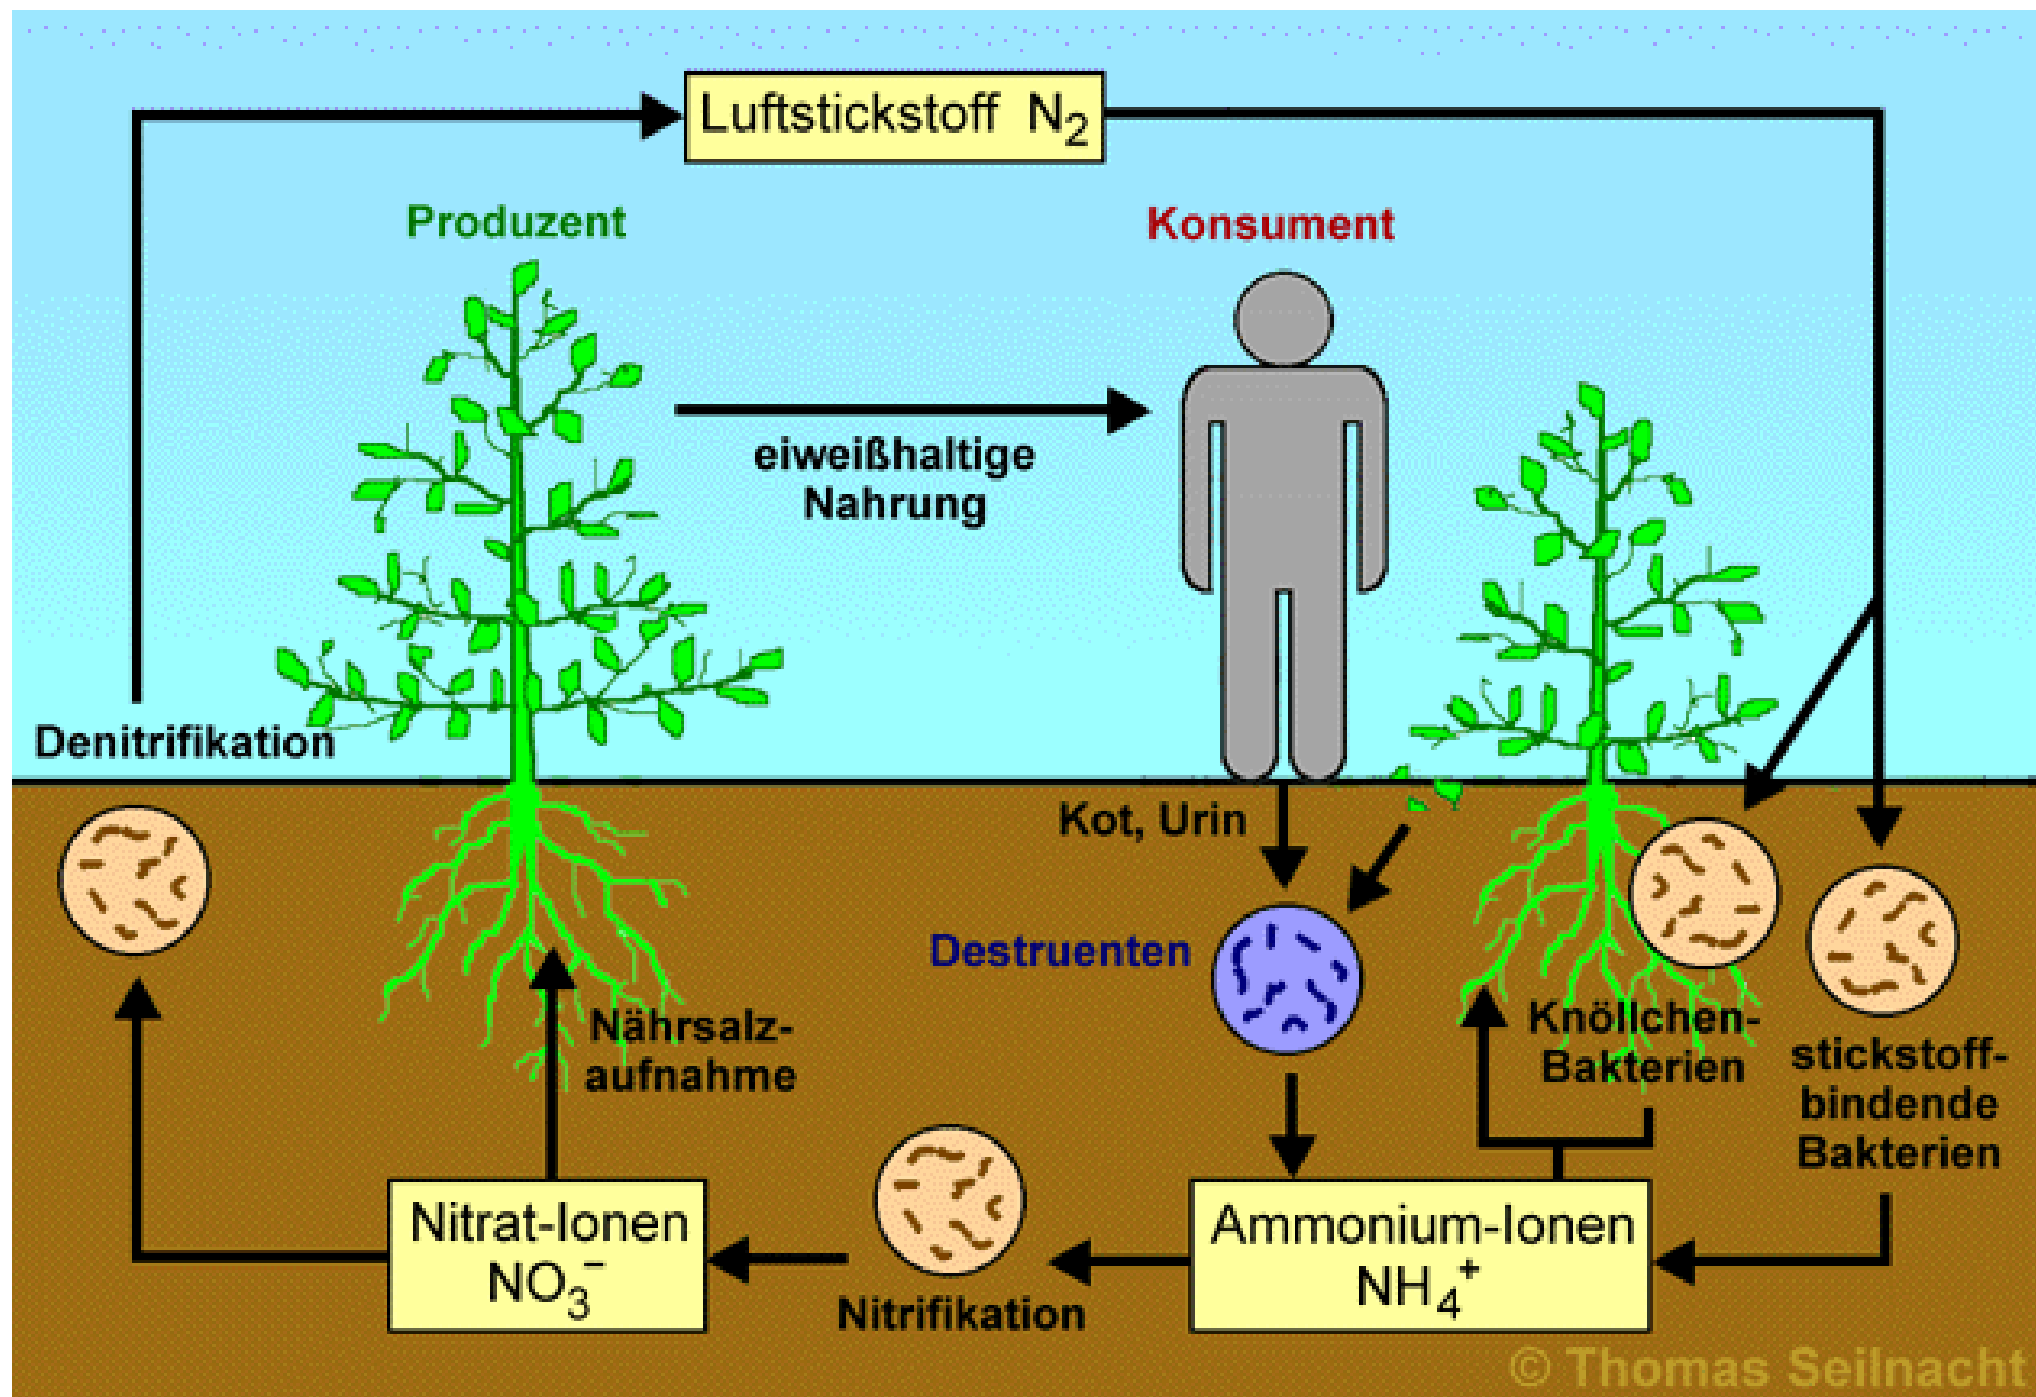 Luftstickstoff N₂
Produzent
Konsument
eiweißhaltige
Nahrung
Denitrifikation
Kot, Urin
Destruenten
Nährsalz-
aufnahme
Knöllchen-
Bakterien
stickstoff-
bindende
Bakterien
Nitrat-Ionen
NO₃⁻
Nitrifikation
Ammonium-Ionen
NH₄⁺
© Thomas Seilnacht